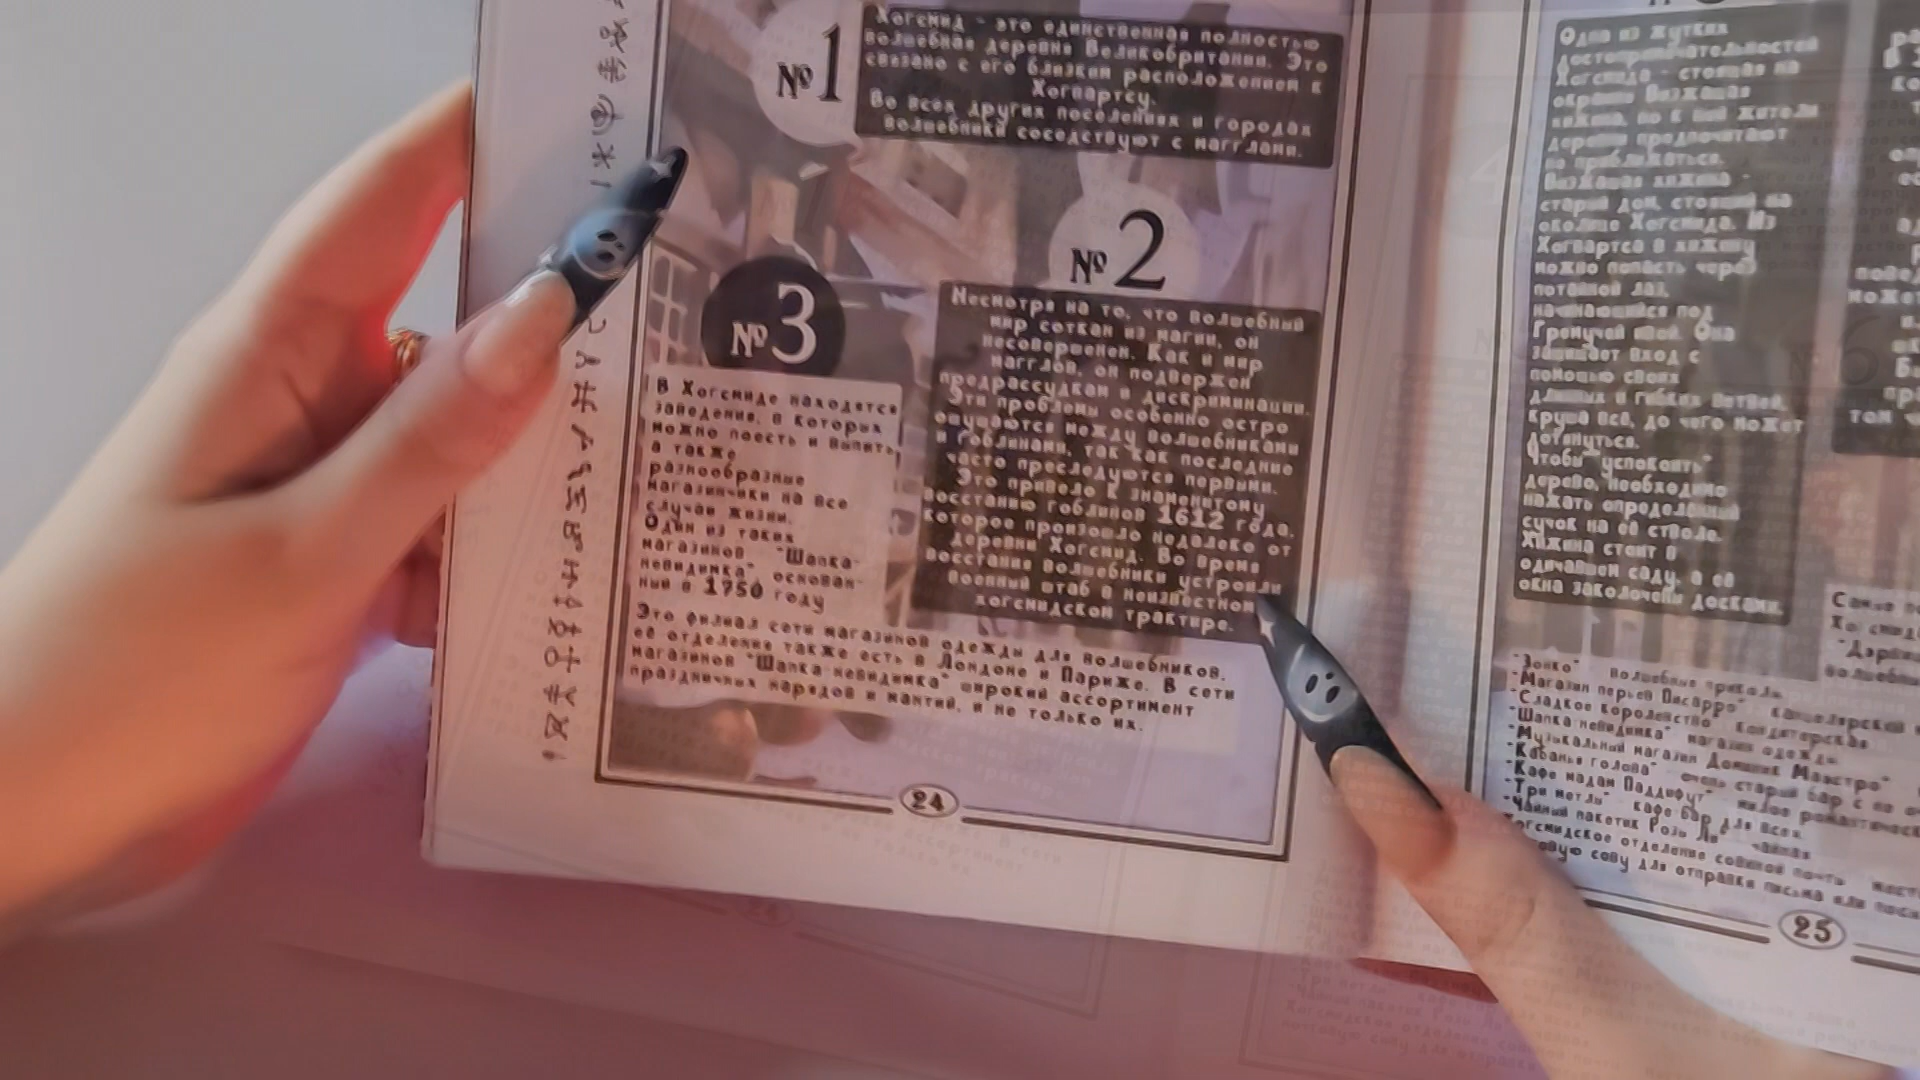 №1
Хогсмид - это единственная полностью
волшебная деревня Великобритании. Это
связано с его близким расположением к
Хогвартсу.
Во всех других поселениях и городах
волшебники соседствуют с магглами.
№2
Несмотря на то, что волшебный
мир соткан из магии, он
несовершенен. Как и мир
магглов, он подвержен
предрассудкам и дискриминации.
Эти проблемы особенно остро
ощущаются между волшебниками
и гоблинами, так как последние
часто преследуются первыми.
Это привело к знаменитому
восстанию гоблинов 1612 года,
которое произошло недалеко от
деревни Хогсмид. Во время
восстания волшебники устроили
военный штаб в неизвестном
хогсмидском трактире.
№3
В Хогсмиде находятся
заведения, в которых
можно поесть и выпить,
а также
разнообразные
магазинчики на все
случаи жизни.
Один из таких
магазинов "Шапка-
невидимка" основан-
ный в 1750 году
Это филиал сети магазинов одежды для волшебников,
её отделение также есть в Лондоне и Париже. В сети
магазинов "Шапка-невидимка" широкий ассортимент
праздничных нарядов и мантий, и не только их.
24
Одна из жутких
достопримечательностей
Хогсмида - стоящая на
окраине Визжащая
хижина, но к ней жители
деревни предпочитают
не приближаться.
Визжащая хижина -
старый дом, стоящий на
околице Хогсмида. Из
Хогвартса в хижину
можно попасть через
потайной лаз,
начинающийся под
Гремучей ивой. Она
защищает вход с
помощью своих
длинных и гибких ветвей,
круша всё, до чего может
дотянуться.
Чтобы "успокоить"
дерево, необходимо
нажать определённый
сучок на её стволе.
Хижина стоит в
одичавшем саду, а её
окна заколочены досками.
"Зонко" волшебные приколы
"Магазин перьев Писарро" канцелярский
"Сладкое королевство" кондитерская
"Шапка-невидимка" магазин одежды
"Музыкальный магазин Доминик Маэстро"
"Кабанья голова" очень старый бар с
"Кафе мадам Паддифут" милое романтическ
"Три метлы" кафе бар для всех
"Чайный пакетик Розы Ли" чайная
Хогсмидское отделение совиной почты
сову для отправки письма или
25